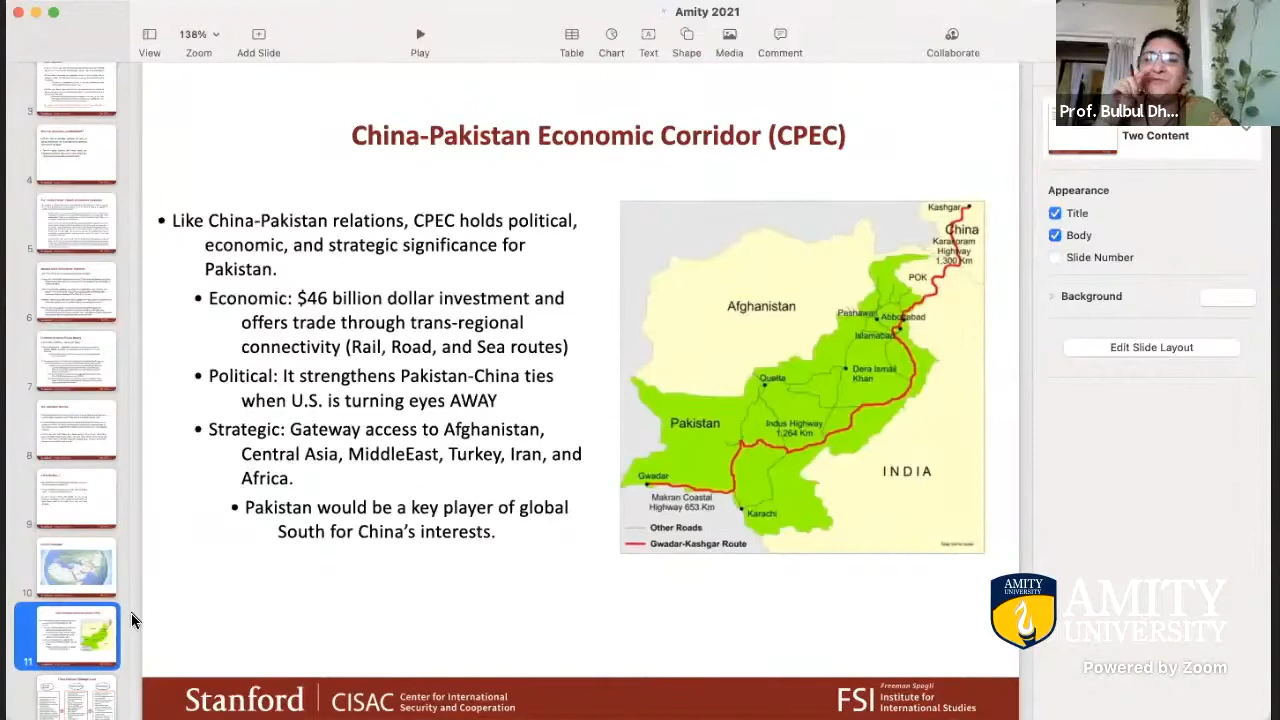 Amity 2021
View
138%
Zoom
Add Slide
Play
Table
Chart
Text
Shape
Media
Comment
Collaborate
Prof. Bulbul Dh...
Two Content
Appearance
Title
Body
Slide Number
Background
Edit Slide Layout
3
4
5
6
7
8
9
10
11
China-Pakistan Economic Corridor (CPEC)
• Like China-Pakistan relations, CPEC holds political,
economic, and strategic significance for
Pakistan.
• Economic: $46 billion dollar investment and
offers trade through trans-regional
connectivity (Rail, Road, and Sea routes)
• Political: It strengthens Pakistan-China ties
when U.S. is turning eyes AWAY
• Strategic: Gateway access to Afghanistan,
Central Asia, MiddleEast, Turkey, Iran, and
Africa.
• Pakistan would be a key player of global
South for China's interests.
Kashgar
China
Karakoram
Highway
1,300 Km
POK
Afghanistan
Peshawar
Abbotabad
Islamabad
Dera Ismail
Khan
Quetta
Pakistan
Indus Highway
1,264 Km
INDIA
Gwadar
Makran Coastal
Highway 653 Km
Karachi
Other Roads
Gwadar-Kashgar Route
AMITY
UNIVERSITY
AMITY
UNIVERSITY
Powered by Zoom
Stanford
CISAC
Center for International
Security and Cooperation
FSI
Freeman Spogli
Institute for
International Studies